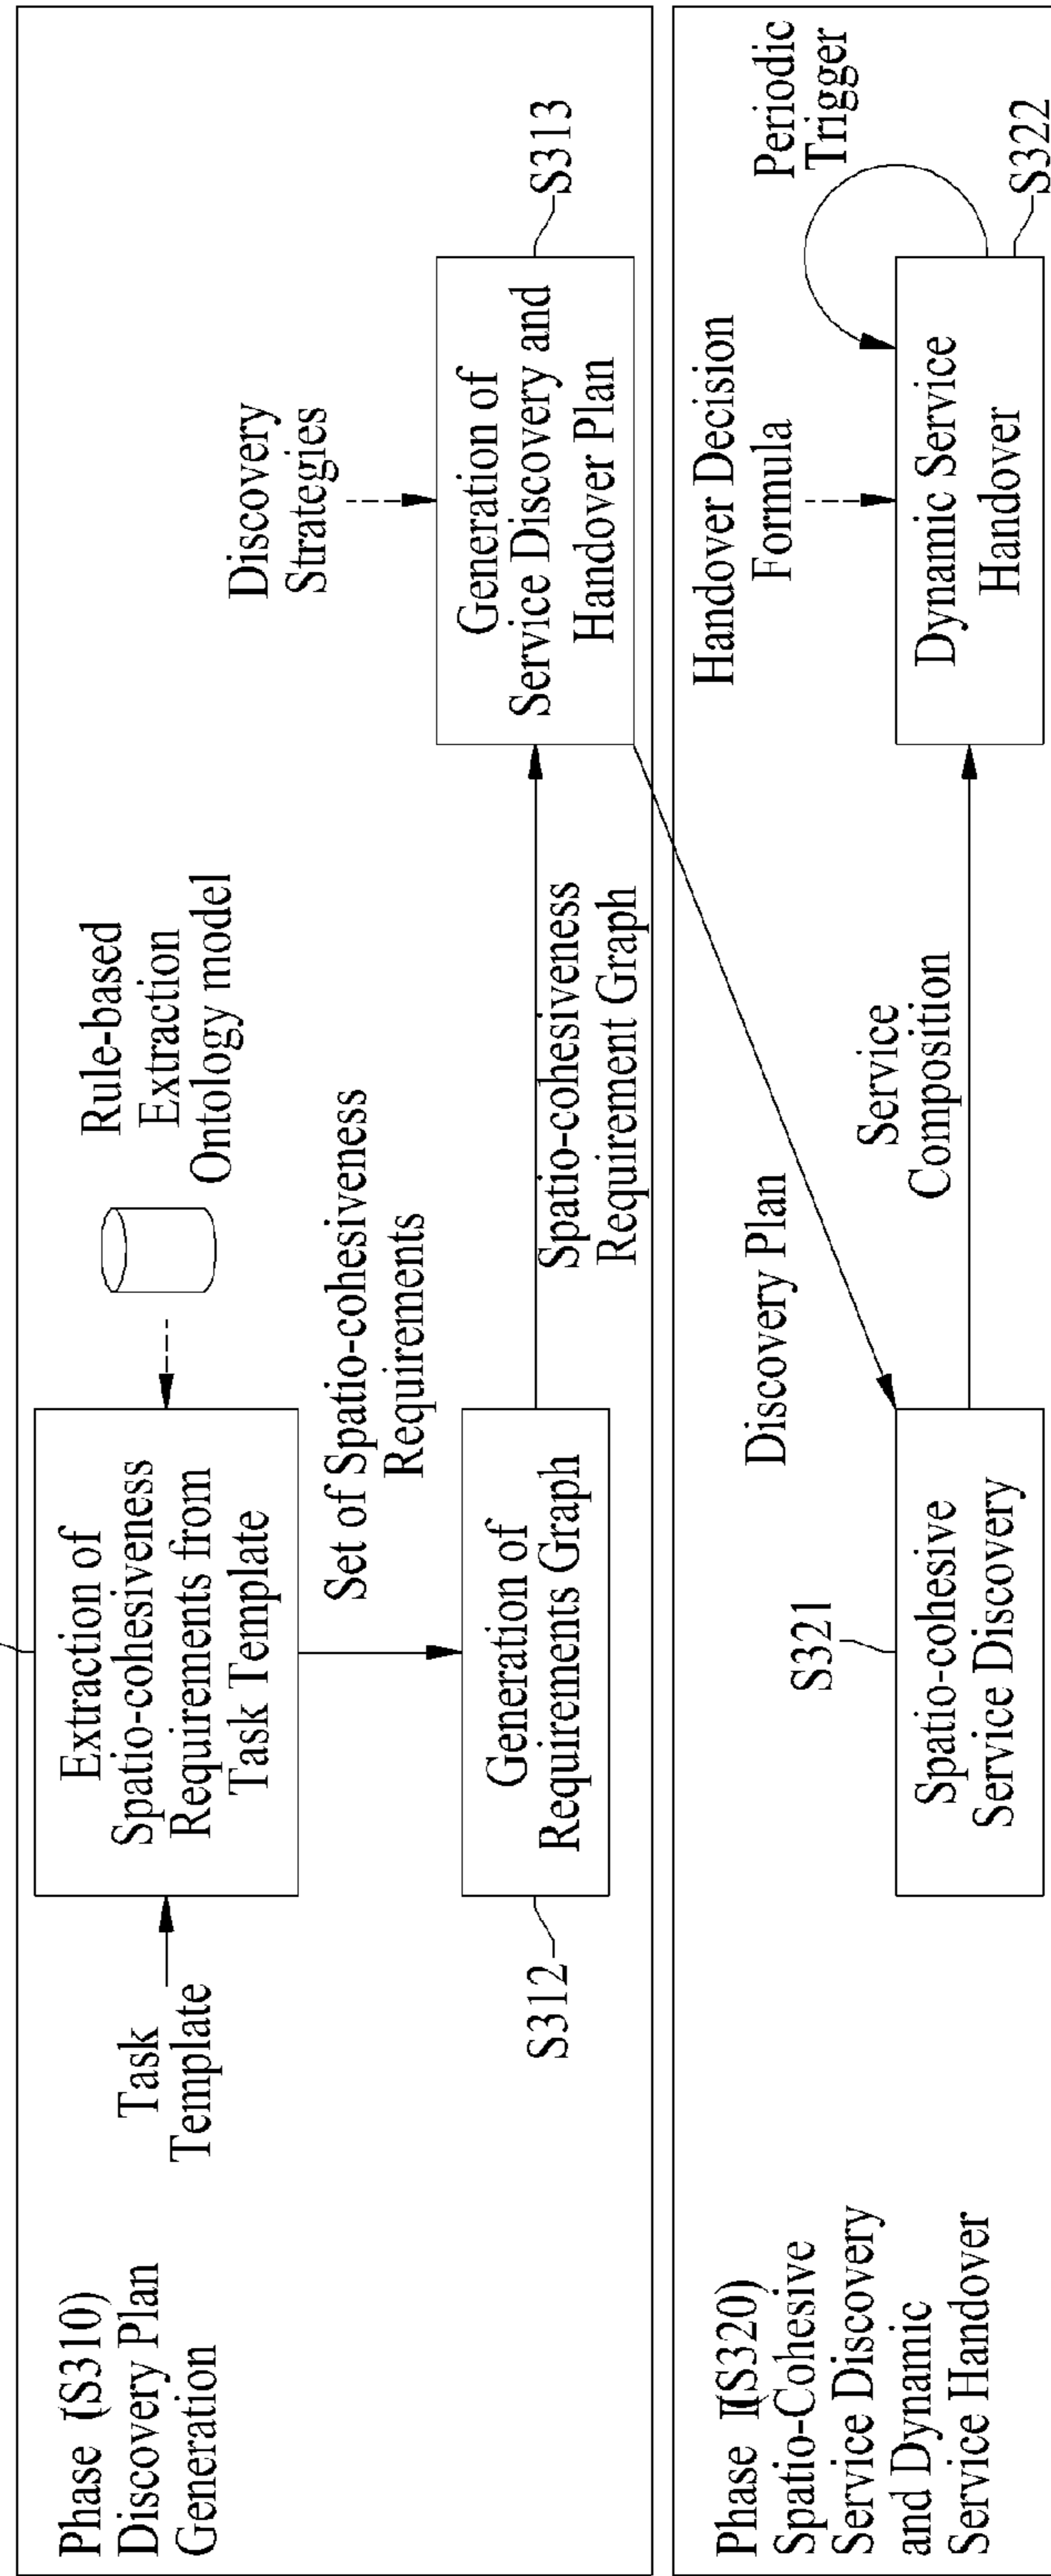 Phase I(S310)
Discovery Plan
Generation
Task
Template
Extraction of
Spatio-cohesiveness
Requirements from
Task Template
Rule-based
Extraction
Ontology model
Set of Spatio-cohesiveness
Requirements
S312
Generation of
Requirements Graph
Spatio-cohesiveness
Requirement Graph
Discovery
Strategies
Generation of
Service Discovery and
Handover Plan
S313
Phase II(S320)
Spatio-Cohesive
Service Discovery
and Dynamic
Service Handover
Discovery Plan
S321
Spatio-cohesive
Service Discovery
Service
Composition
Handover Decision
Formula
Periodic
Trigger
Dynamic Service
Handover
S322